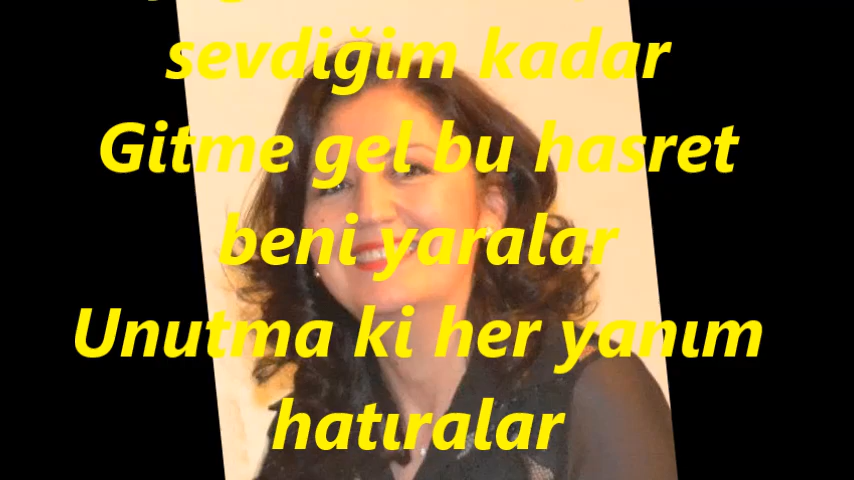 sevdiğim kadar
Gitme gel bu hasret
beni yaralar
Unutma ki her yanım
hatıralar